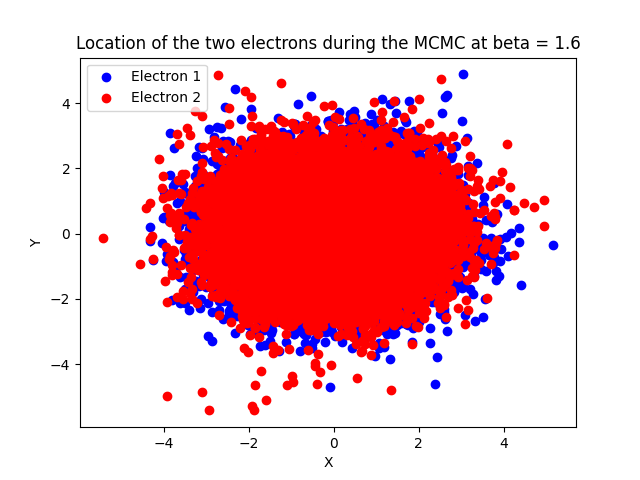 Location of the two electrons during the MCMC at beta = 1.6
Electron 1
Electron 2
4
2
0
−2
−4
Y
−4 −2 0 2 4
X